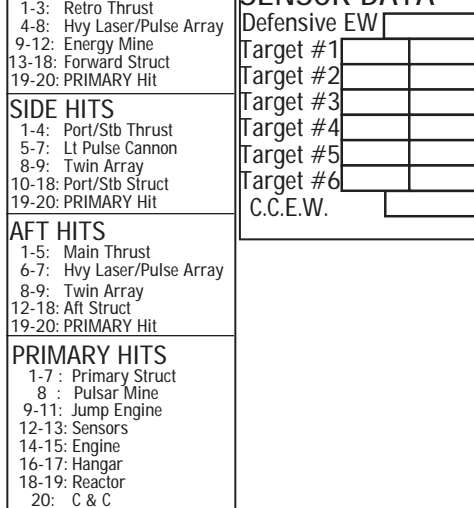 1-3: Retro Thrust
4-8: Hvy Laser/Pulse Array
9-12: Energy Mine
13-18: Forward Struct
19-20: PRIMARY Hit
SIDE HITS
1-4: Port/Stb Thrust
5-7: Lt Pulse Cannon
8-9: Twin Array
10-18: Port/Stb Struct
19-20: PRIMARY Hit
AFT HITS
1-5: Main Thrust
6-7: Hvy Laser/Pulse Array
8-9: Twin Array
12-18: Aft Struct
19-20: PRIMARY Hit
PRIMARY HITS
1-7 : Primary Struct
8 : Pulsar Mine
9-11: Jump Engine
12-13: Sensors
14-15: Engine
16-17: Hangar
18-19: Reactor
20: C & C
SENSOR DATA
Defensive EW
Target #1
Target #2
Target #3
Target #4
Target #5
Target #6
C.C.E.W.